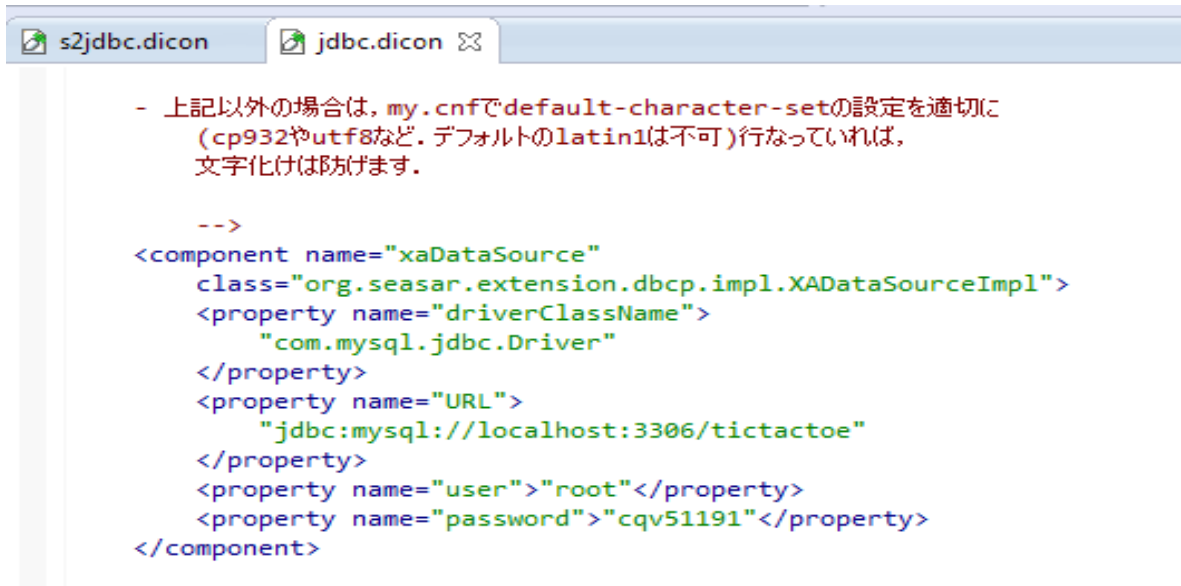 s2jdbc.dicon jdbc.dicon
- 上記以外の場合は，my.cnfでdefault-character-setの設定を適切に
(cp932やutf8など．デフォルトのlatin1は不可)行なっていれば，
文字化けは防げます．
-->
<component name="xaDataSource"
class="org.seasar.extension.dbcp.impl.XADataSourceImpl">
<property name="driverClassName">
"com.mysql.jdbc.Driver"
</property>
<property name="URL">
"jdbc:mysql://localhost:3306/tictactoe"
</property>
<property name="user">"root"</property>
<property name="password">"cqv51191"</property>
</component>